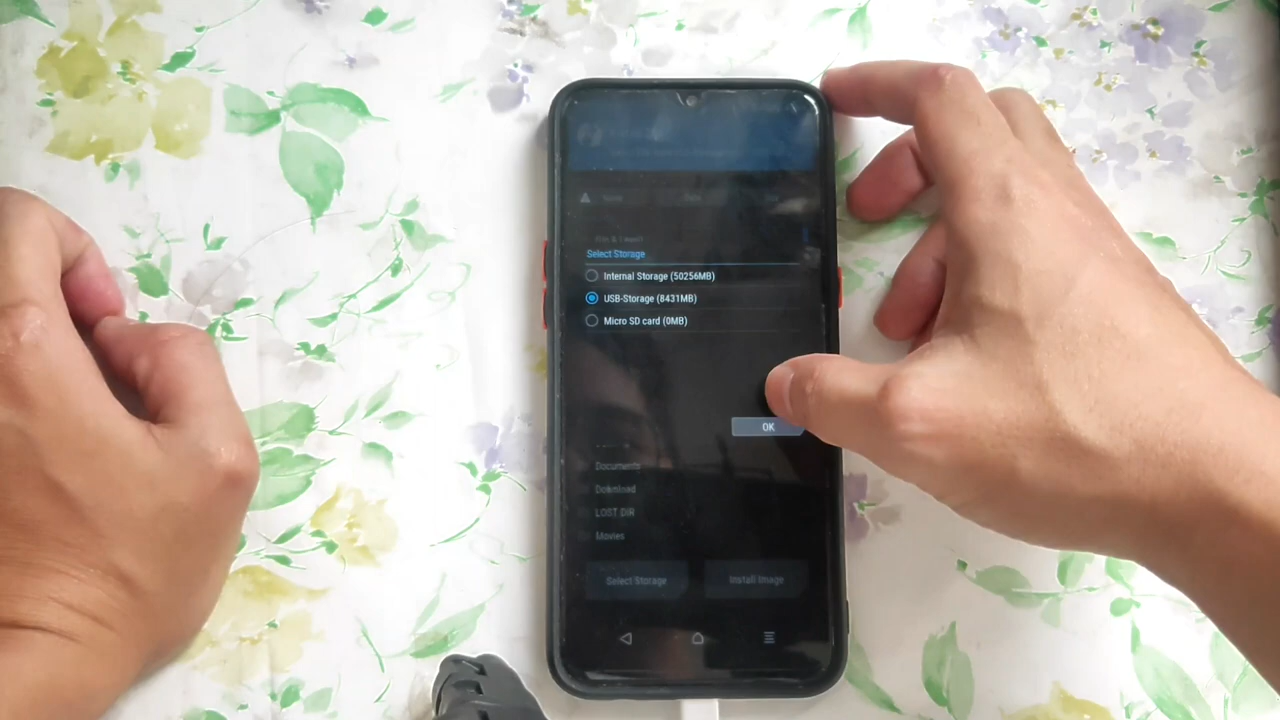 Select Storage
Internal Storage (50256MB)
USB-Storage (8431MB)
Micro SD card (0MB)
OK
Documents
Download
LOST.DIR
Movies
Select Storage
Install Image